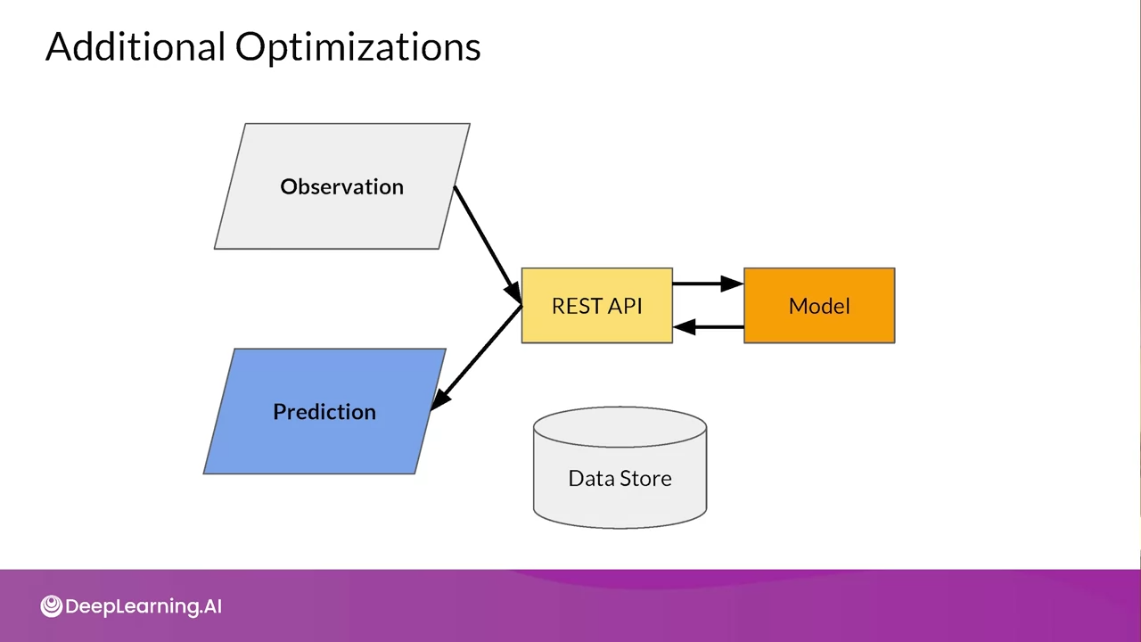 Additional Optimizations
Observation
REST API
Model
Prediction
Data Store
DeepLearning.AI